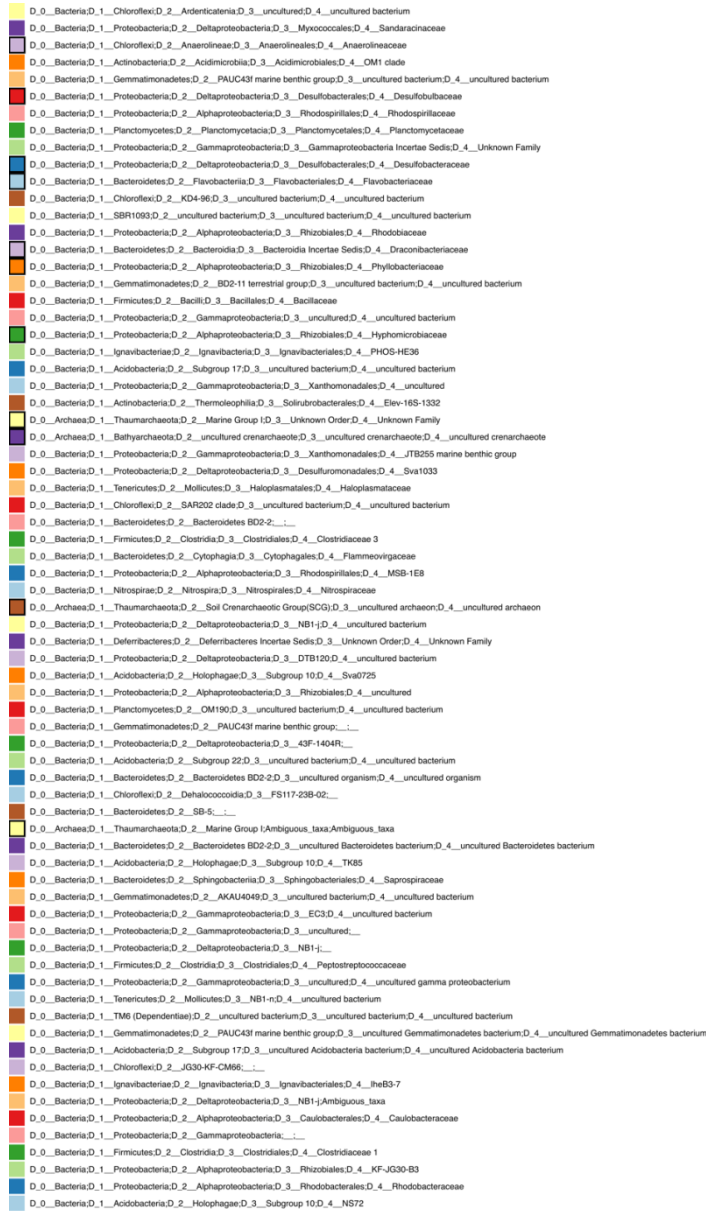 D_0__Bacteria;D_1__Chloroflexi;D_2__Ardenticatenia;D_3__uncultured;D_4__uncultured bacterium
D_0__Bacteria;D_1__Proteobacteria;D_2__Deltaproteobacteria;D_3__Myxococcales;D_4__Sandaracinaceae
D_0__Bacteria;D_1__Chloroflexi;D_2__Anaerolineae;D_3__Anaerolineales;D_4__Anaerolineaceae
D_0__Bacteria;D_1__Actinobacteria;D_2__Acidimicrobiia;D_3__Acidimicrobiales;D_4__OM1 clade
D_0__Bacteria;D_1__Gemmatimonadetes;D_2__PAUC43f marine benthic group;D_3__uncultured bacterium;D_4__uncultured bacterium
D_0__Bacteria;D_1__Proteobacteria;D_2__Deltaproteobacteria;D_3__Desulfobacterales;D_4__Desulfobulbaceae
D_0__Bacteria;D_1__Proteobacteria;D_2__Alphaproteobacteria;D_3__Rhodospirillales;D_4__Rhodospirillaceae
D_0__Bacteria;D_1__Planctomycetes;D_2__Planctomycetacia;D_3__Planctomycetales;D_4__Planctomycetaceae
D_0__Bacteria;D_1__Proteobacteria;D_2__Gammaproteobacteria;D_3__Gammaproteobacteria Incertae Sedis;D_4__Unknown Family
D_0__Bacteria;D_1__Proteobacteria;D_2__Deltaproteobacteria;D_3__Desulfobacterales;D_4__Desulfobacteraceae
D_0__Bacteria;D_1__Bacteroidetes;D_2__Flavobacteriia;D_3__Flavobacteriales;D_4__Flavobacteriaceae
D_0__Bacteria;D_1__Chloroflexi;D_2__KD4-96;D_3__uncultured bacterium;D_4__uncultured bacterium
D_0__Bacteria;D_1__SBR1093;D_2__uncultured bacterium;D_3__uncultured bacterium;D_4__uncultured bacterium
D_0__Bacteria;D_1__Proteobacteria;D_2__Alphaproteobacteria;D_3__Rhizobiales;D_4__Rhodobiaceae
D_0__Bacteria;D_1__Bacteroidetes;D_2__Bacteroidia;D_3__Bacteroidia Incertae Sedis;D_4__Draconibacteriaceae
D_0__Bacteria;D_1__Proteobacteria;D_2__Alphaproteobacteria;D_3__Rhizobiales;D_4__Phyllobacteriaceae
D_0__Bacteria;D_1__Gemmatimonadetes;D_2__BD2-11 terrestrial group;D_3__uncultured bacterium;D_4__uncultured bacterium
D_0__Bacteria;D_1__Firmicutes;D_2__Bacilli;D_3__Bacillales;D_4__Bacillaceae
D_0__Bacteria;D_1__Proteobacteria;D_2__Gammaproteobacteria;D_3__uncultured;D_4__uncultured bacterium
D_0__Bacteria;D_1__Proteobacteria;D_2__Alphaproteobacteria;D_3__Rhizobiales;D_4__Hyphomicrobiaceae
D_0__Bacteria;D_1__Ignavibacteriae;D_2__Ignavibacteria;D_3__Ignavibacteriales;D_4__PHOS-HE36
D_0__Bacteria;D_1__Acidobacteria;D_2__Subgroup 17;D_3__uncultured bacterium;D_4__uncultured bacterium
D_0__Bacteria;D_1__Proteobacteria;D_2__Gammaproteobacteria;D_3__Xanthomonadales;D_4__uncultured
D_0__Bacteria;D_1__Actinobacteria;D_2__Thermoleophilia;D_3__Solirubrobacterales;D_4__Elev-16S-1332
D_0__Archaea;D_1__Thaumarchaeota;D_2__Marine Group I;D_3__Unknown Order;D_4__Unknown Family
D_0__Archaea;D_1__Bathyarchaeota;D_2__uncultured crenarchaeote;D_3__uncultured crenarchaeote;D_4__uncultured crenarchaeote
D_0__Bacteria;D_1__Proteobacteria;D_2__Gammaproteobacteria;D_3__Xanthomonadales;D_4__JTB255 marine benthic group
D_0__Bacteria;D_1__Proteobacteria;D_2__Deltaproteobacteria;D_3__Desulfuromonadales;D_4__Sva1033
D_0__Bacteria;D_1__Tenericutes;D_2__Mollicutes;D_3__Haloplasmatales;D_4__Haloplasmataceae
D_0__Bacteria;D_1__Chloroflexi;D_2__SAR202 clade;D_3__uncultured bacterium;D_4__uncultured bacterium
D_0__Bacteria;D_1__Bacteroidetes;D_2__Bacteroidetes BD2-2;__;__
D_0__Bacteria;D_1__Firmicutes;D_2__Clostridia;D_3__Clostridiales;D_4__Clostridiaceae 3
D_0__Bacteria;D_1__Bacteroidetes;D_2__Cytophagia;D_3__Cytophagales;D_4__Flammeovirgaceae
D_0__Bacteria;D_1__Proteobacteria;D_2__Alphaproteobacteria;D_3__Rhodospirillales;D_4__MSB-1E8
D_0__Bacteria;D_1__Nitrospirae;D_2__Nitrospira;D_3__Nitrospirales;D_4__Nitrospiraceae
D_0__Archaea;D_1__Thaumarchaeota;D_2__Soil Crenarchaeotic Group(SCG);D_3__uncultured archaeon;D_4__uncultured archaeon
D_0__Bacteria;D_1__Proteobacteria;D_2__Deltaproteobacteria;D_3__NB1-j;D_4__uncultured bacterium
D_0__Bacteria;D_1__Deferribacteres;D_2__Deferribacteres Incertae Sedis;D_3__Unknown Order;D_4__Unknown Family
D_0__Bacteria;D_1__Proteobacteria;D_2__Deltaproteobacteria;D_3__DTB120;D_4__uncultured bacterium
D_0__Bacteria;D_1__Acidobacteria;D_2__Holophagae;D_3__Subgroup 10;D_4__Sva0725
D_0__Bacteria;D_1__Proteobacteria;D_2__Alphaproteobacteria;D_3__Rhizobiales;D_4__uncultured
D_0__Bacteria;D_1__Planctomycetes;D_2__OM190;D_3__uncultured bacterium;D_4__uncultured bacterium
D_0__Bacteria;D_1__Gemmatimonadetes;D_2__PAUC43f marine benthic group;__;__
D_0__Bacteria;D_1__Proteobacteria;D_2__Deltaproteobacteria;D_3__43F-1404R;__
D_0__Bacteria;D_1__Acidobacteria;D_2__Subgroup 22;D_3__uncultured bacterium;D_4__uncultured bacterium
D_0__Bacteria;D_1__Bacteroidetes;D_2__Bacteroidetes BD2-2;D_3__uncultured organism;D_4__uncultured organism
D_0__Bacteria;D_1__Chloroflexi;D_2__Dehalococcoidia;D_3__FS117-23B-02;__
D_0__Bacteria;D_1__Bacteroidetes;D_2__SB-5;__;__
D_0__Archaea;D_1__Thaumarchaeota;D_2__Marine Group I;Ambiguous_taxa;Ambiguous_taxa
D_0__Bacteria;D_1__Bacteroidetes;D_2__Bacteroidetes BD2-2;D_3__uncultured Bacteroidetes bacterium;D_4__uncultured Bacteroidetes bacterium
D_0__Bacteria;D_1__Acidobacteria;D_2__Holophagae;D_3__Subgroup 10;D_4__TK85
D_0__Bacteria;D_1__Bacteroidetes;D_2__Sphingobacteriia;D_3__Sphingobacteriales;D_4__Saprospiraceae
D_0__Bacteria;D_1__Gemmatimonadetes;D_2__AKAU4049;D_3__uncultured bacterium;D_4__uncultured bacterium
D_0__Bacteria;D_1__Proteobacteria;D_2__Gammaproteobacteria;D_3__EC3;D_4__uncultured bacterium
D_0__Bacteria;D_1__Proteobacteria;D_2__Gammaproteobacteria;D_3__uncultured;__
D_0__Bacteria;D_1__Proteobacteria;D_2__Deltaproteobacteria;D_3__NB1-j;__
D_0__Bacteria;D_1__Firmicutes;D_2__Clostridia;D_3__Clostridiales;D_4__Peptostreptococcaceae
D_0__Bacteria;D_1__Proteobacteria;D_2__Gammaproteobacteria;D_3__uncultured;D_4__uncultured gamma proteobacterium
D_0__Bacteria;D_1__Tenericutes;D_2__Mollicutes;D_3__NB1-n;D_4__uncultured bacterium
D_0__Bacteria;D_1__TM6 (Dependentiae);D_2__uncultured bacterium;D_3__uncultured bacterium;D_4__uncultured bacterium
D_0__Bacteria;D_1__Gemmatimonadetes;D_2__PAUC43f marine benthic group;D_3__uncultured Gemmatimonadetes bacterium;D_4__uncultured Gemmatimonadetes bacterium
D_0__Bacteria;D_1__Acidobacteria;D_2__Subgroup 17;D_3__uncultured Acidobacteria bacterium;D_4__uncultured Acidobacteria bacterium
D_0__Bacteria;D_1__Chloroflexi;D_2__JG30-KF-CM66;__;__
D_0__Bacteria;D_1__Ignavibacteriae;D_2__Ignavibacteria;D_3__Ignavibacteriales;D_4__IheB3-7
D_0__Bacteria;D_1__Proteobacteria;D_2__Deltaproteobacteria;D_3__NB1-j;Ambiguous_taxa
D_0__Bacteria;D_1__Proteobacteria;D_2__Alphaproteobacteria;D_3__Caulobacterales;D_4__Caulobacteraceae
D_0__Bacteria;D_1__Proteobacteria;D_2__Gammaproteobacteria;__;__
D_0__Bacteria;D_1__Firmicutes;D_2__Clostridia;D_3__Clostridiales;D_4__Clostridiaceae 1
D_0__Bacteria;D_1__Proteobacteria;D_2__Alphaproteobacteria;D_3__Rhizobiales;D_4__KF-JG30-B3
D_0__Bacteria;D_1__Proteobacteria;D_2__Alphaproteobacteria;D_3__Rhodobacterales;D_4__Rhodobacteraceae
D_0__Bacteria;D_1__Acidobacteria;D_2__Holophagae;D_3__Subgroup 10;D_4__NS72